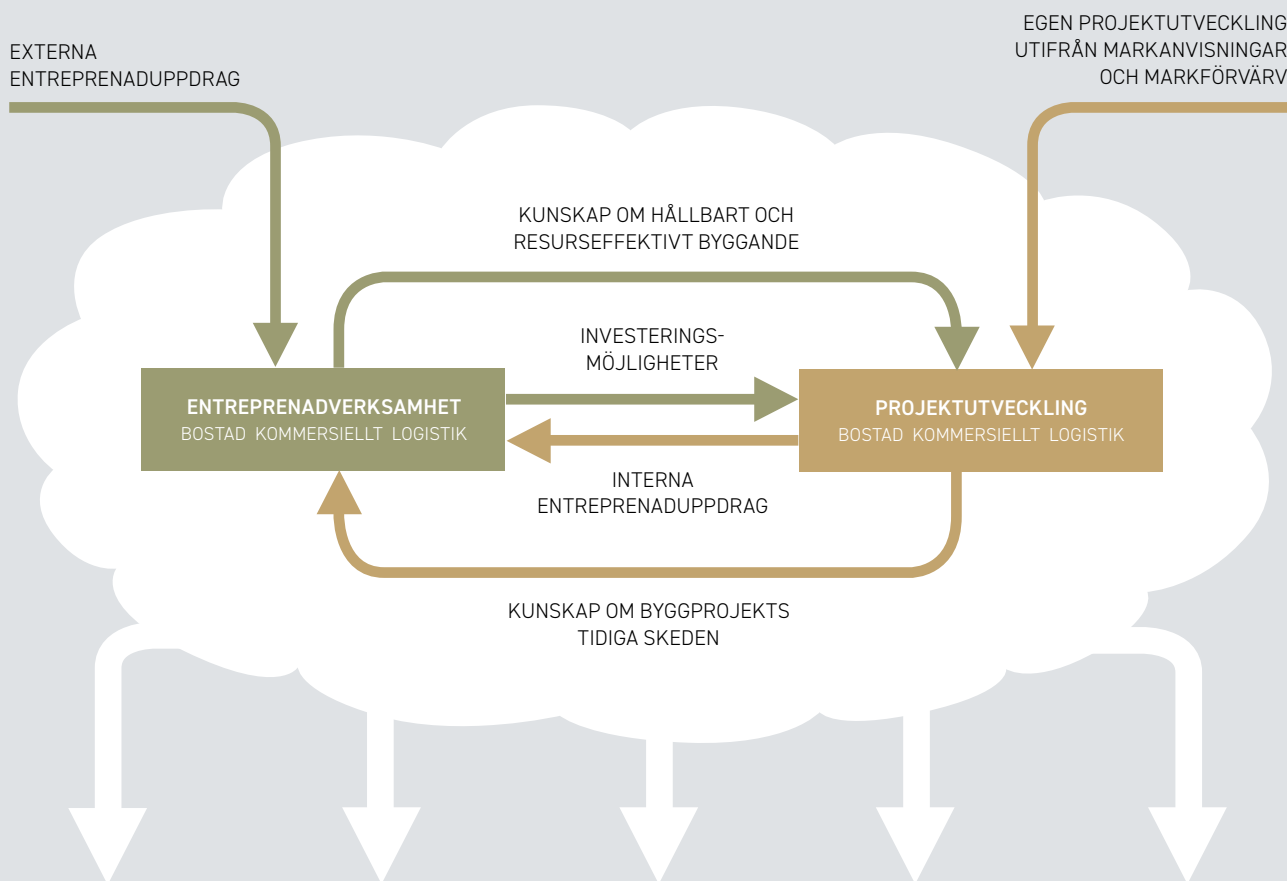 EXTERNA
ENTREPRENADUPPDRAG
EGEN PROJEKTUTVECKLING
UTIFRÅN MARKANVISNINGAR
OCH MARKFÖRVÄRV
KUNSKAP OM HÅLLBART OCH
RESURSEFFEKTIVT BYGGANDE
INVESTERINGS-
MÖJLIGHETER
ENTREPRENADVERKSAMHET
BOSTAD KOMMERSIELLT LOGISTIK
PROJEKTUTVECKLING
BOSTAD KOMMERSIELLT LOGISTIK
INTERNA
ENTREPRENADUPPDRAG
KUNSKAP OM BYGGPROJEKTS
TIDIGA SKEDEN